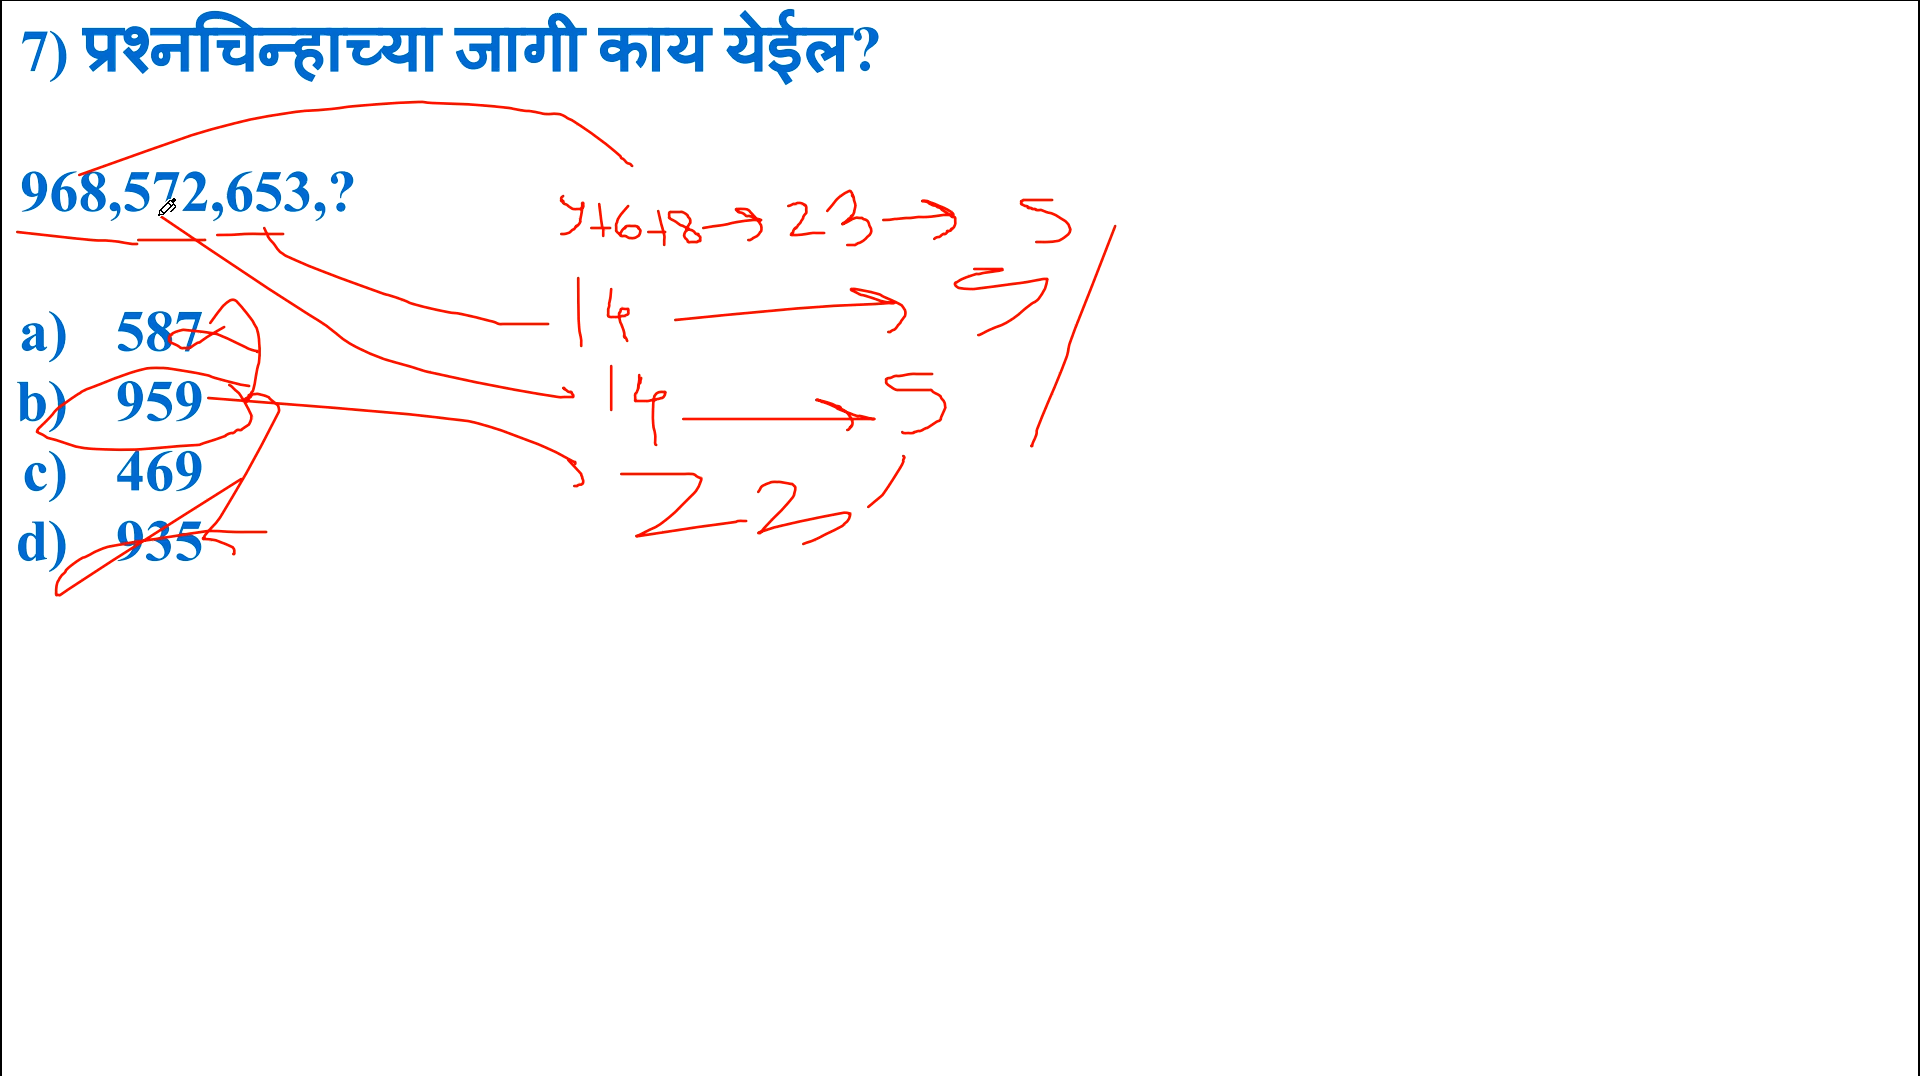 7) प्रश्नचिन्हाच्या जागी काय येईल?
968,572,653,?
9+6+8→23→ 5
14 → 5
14 → 5
22
a) 587
b) 959
c) 469
d) 935